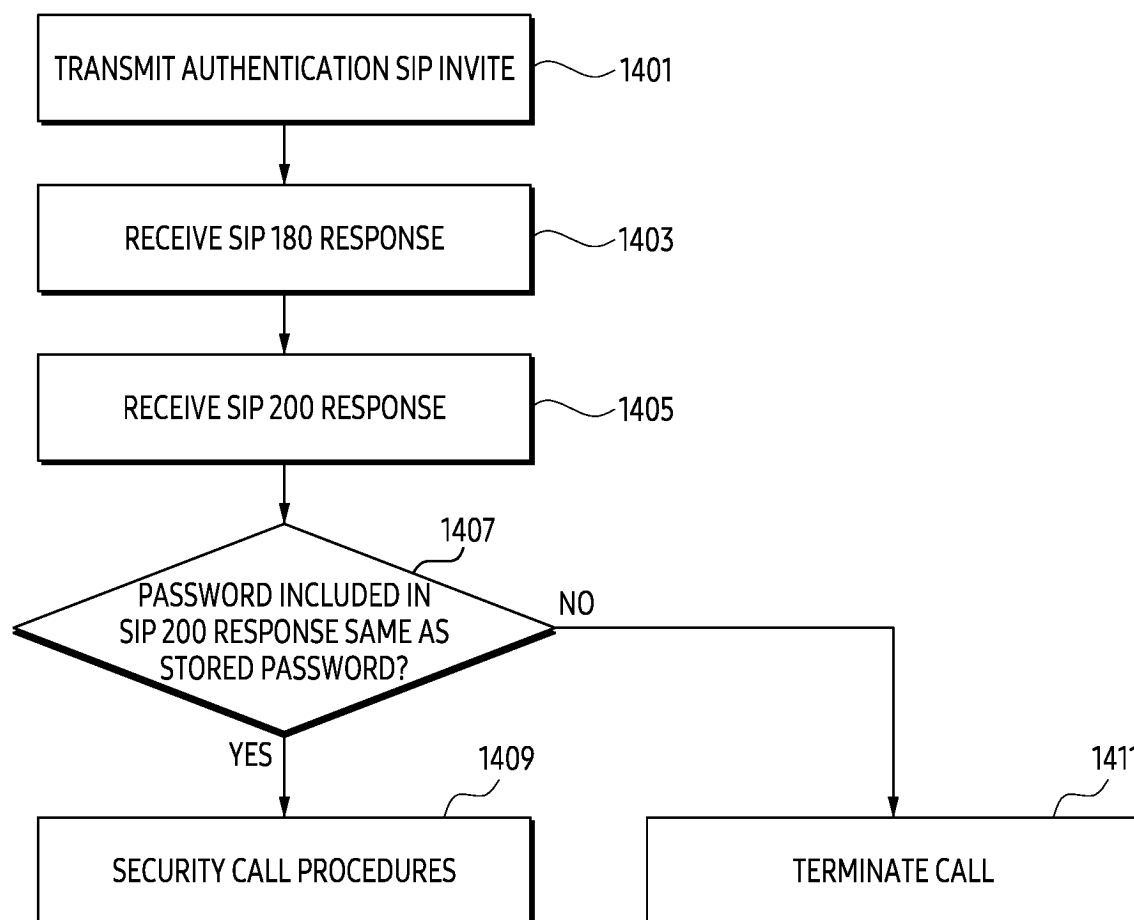 TRANSMIT AUTHENTICATION SIP INVITE
1401
RECEIVE SIP 180 RESPONSE
1403
RECEIVE SIP 200 RESPONSE
1405
1407
PASSWORD INCLUDED IN
SIP 200 RESPONSE SAME AS
STORED PASSWORD?
NO
YES
1409
SECURITY CALL PROCEDURES
1411
TERMINATE CALL